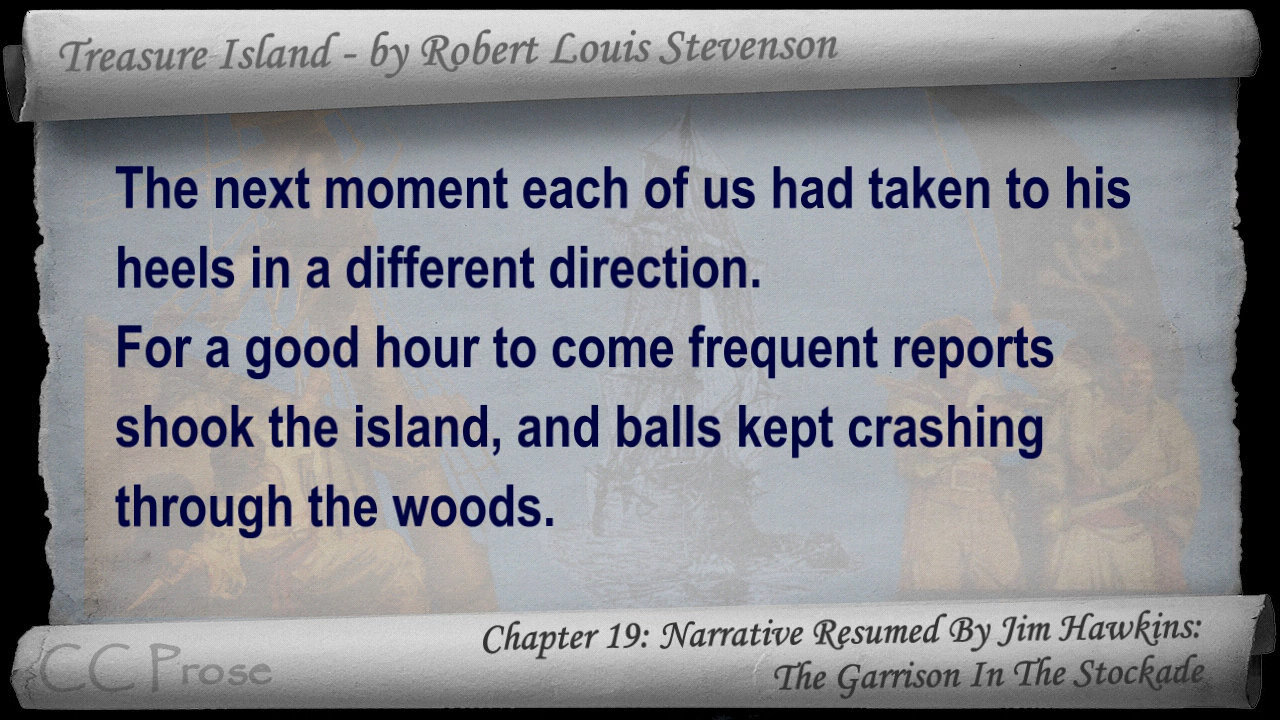 Treasure Island - by Robert Louis Stevenson
The next moment each of us had taken to his
heels in a different direction.
For a good hour to come frequent reports
shook the island, and balls kept crashing
through the woods.
Chapter 19: Narrative Resumed By Jim Hawkins:
The Garrison In The Stockade
CC Prose